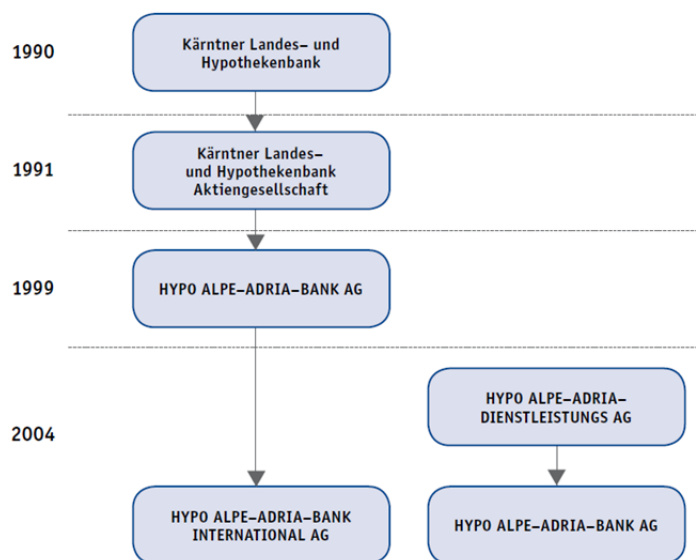 1990
Kärntner Landes– und
Hypothekenbank
1991
Kärntner Landes–
und Hypothekenbank
Aktiengesellschaft
1999
HYPO ALPE–ADRIA–BANK AG
2004
HYPO ALPE–ADRIA–
DIENSTLEISTUNGS AG
HYPO ALPE–ADRIA–BANK
INTERNATIONAL AG
HYPO ALPE–ADRIA–BANK AG